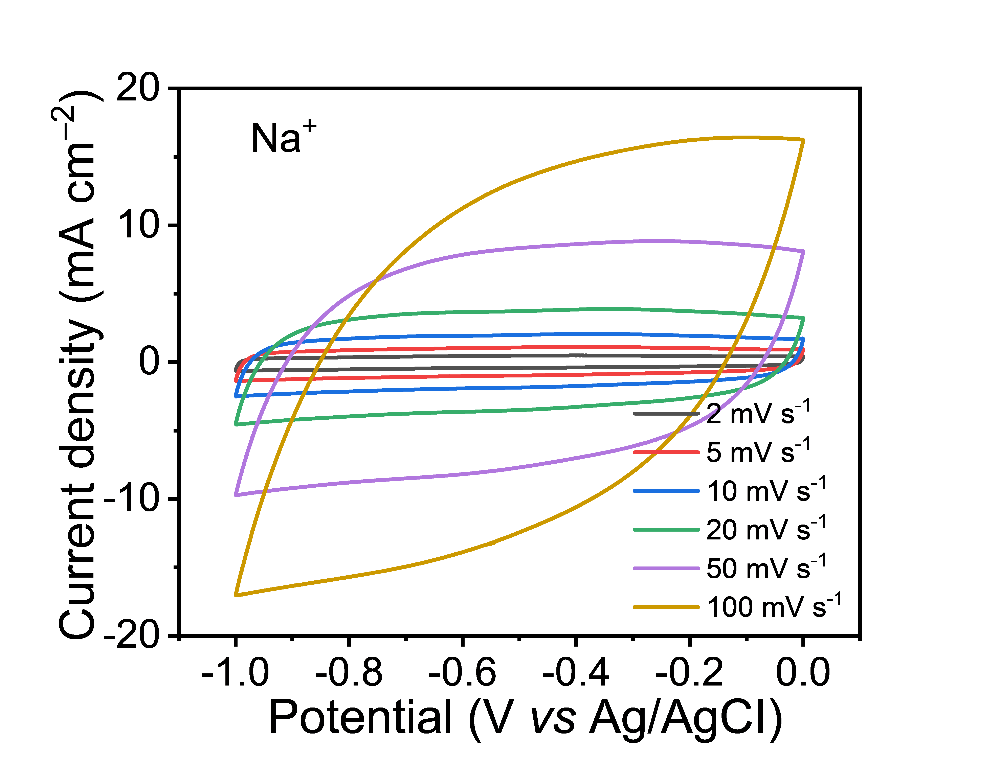 Current density (mA cm⁻²)
20
10
0
-10
-20
Na⁺
2 mV s⁻¹
5 mV s⁻¹
10 mV s⁻¹
20 mV s⁻¹
50 mV s⁻¹
100 mV s⁻¹
-1.0 -0.8 -0.6 -0.4 -0.2 0.0
Potential (V vs Ag/AgCl)